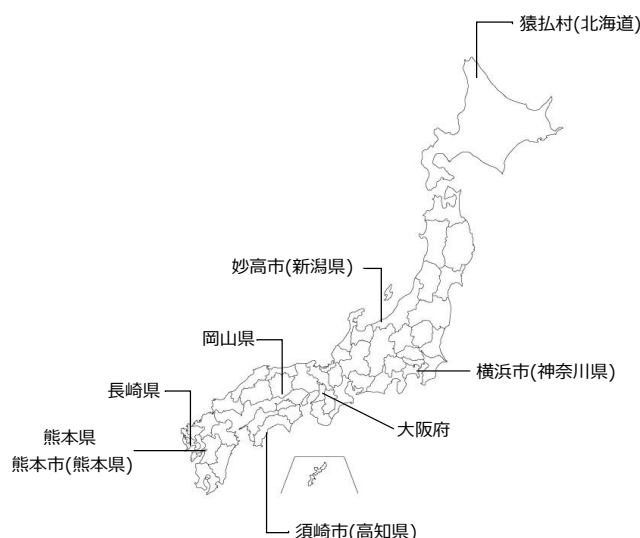 猿払村(北海道)
妙高市(新潟県)
岡山県
横浜市(神奈川県)
長崎県
大阪府
熊本県
熊本市(熊本県)
須崎市(高知県)